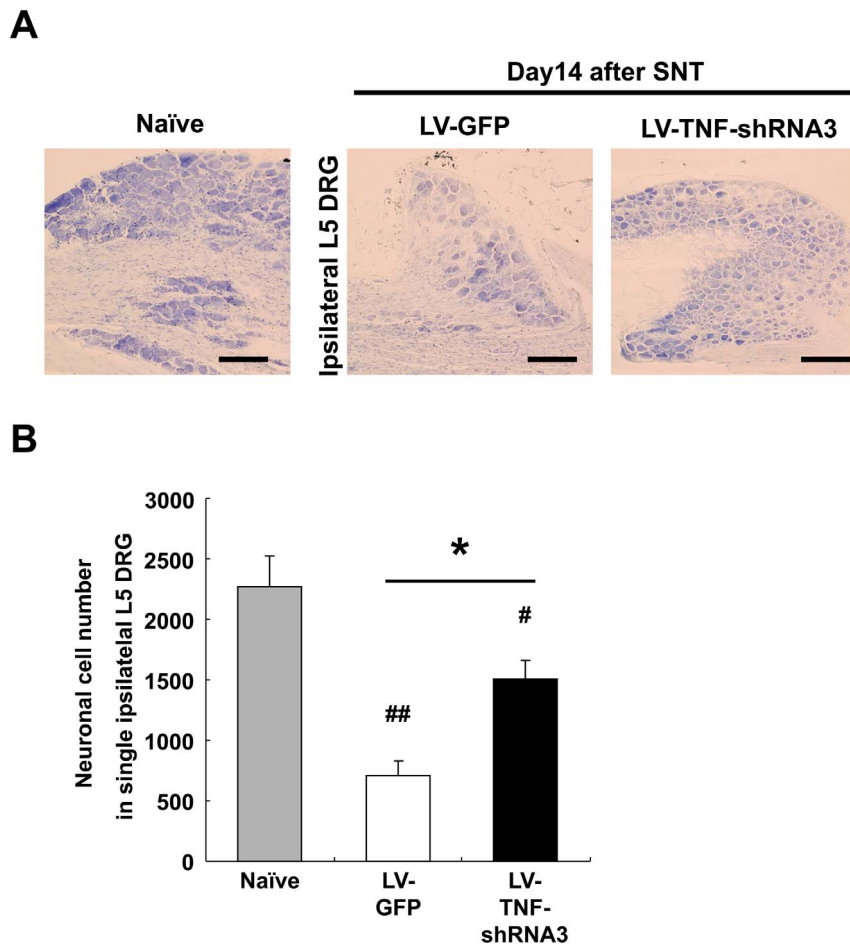 A
Day14 after SNT
Naïve
LV-GFP
LV-TNF-shRNA3
Ipsilateral L5 DRG
B
Neuronal cell number
in single ipsilatelal L5 DRG
3000
2500
2000
1500
1000
500
0
*
#
##
Naïve
LV-
GFP
LV-
TNF-
shRNA3